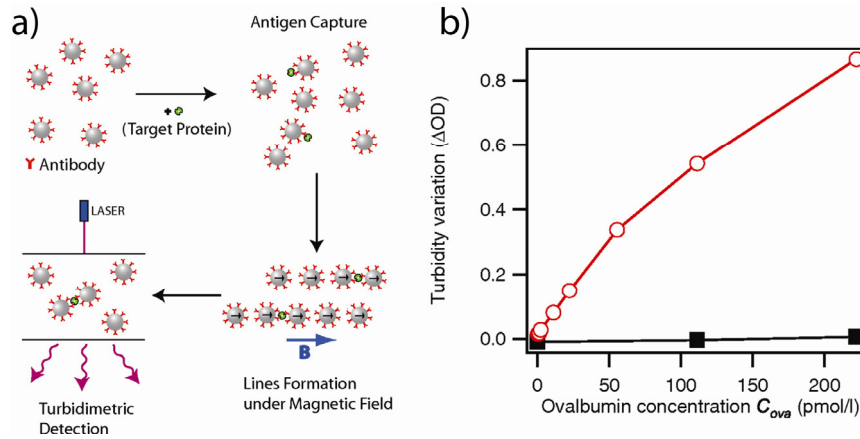 a)
Antigen Capture
+
(Target Protein)
Y Antibody
LASER
B
Lines Formation
under Magnetic Field
Turbidimetric
Detection
b)
Turbidity variation (ΔOD)
0.8
0.6
0.4
0.2
0.0
0 50 100 150 200
Ovalbumin concentration Cova (pmol/l)